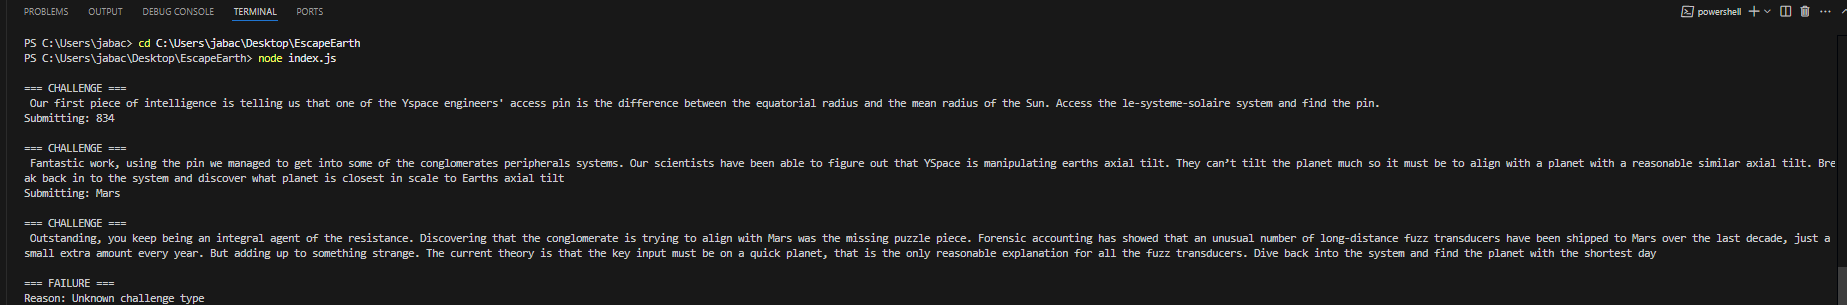 PROBLEMS OUTPUT DEBUG CONSOLE TERMINAL PORTS powershell
PS C:\Users\jabac> cd C:\Users\jabac\Desktop\EscapeEarth
PS C:\Users\jabac\Desktop\EscapeEarth> node index.js
=== CHALLENGE ===
Our first piece of intelligence is telling us that one of the Yspace engineers' access pin is the difference between the equatorial radius and the mean radius of the Sun. Access the le-systeme-solaire system and find the pin.
Submitting: 834
=== CHALLENGE ===
Fantastic work, using the pin we managed to get into some of the conglomerates peripherals systems. Our scientists have been able to figure out that YSpace is manipulating earths axial tilt. They can’t tilt the planet much so it must be to align with a planet with a reasonable similar axial tilt. Bre
ak back in to the system and discover what planet is closest in scale to Earths axial tilt
Submitting: Mars
=== CHALLENGE ===
Outstanding, you keep being an integral agent of the resistance. Discovering that the conglomerate is trying to align with Mars was the missing puzzle piece. Forensic accounting has showed that an unusual number of long-distance fuzz transducers have been shipped to Mars over the last decade, just a
small extra amount every year. But adding up to something strange. The current theory is that the key input must be on a quick planet, that is the only reasonable explanation for all the fuzz transducers. Dive back into the system and find the planet with the shortest day
=== FAILURE ===
Reason: Unknown challenge type